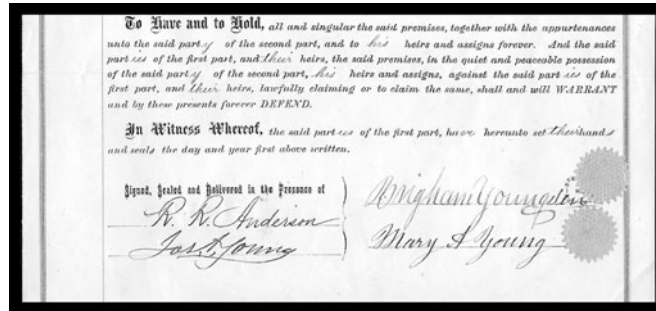 To Have and to Hold, all and singular the said premises, together with the appurtenances
unto the said party of the second part, and to his heirs and assigns forever. And the said
parties of the first part, and their heirs, the said premises, in the quiet and peaceable possession
of the said party of the second part, his heirs and assigns, against the said parties of the
first part, and their heirs, lawfully claiming or to claim the same, shall and will WARRANT
and by these presents forever DEFEND.
In Witness Whereof, the said parties of the first part, have hereunto set their hands
and seals the day and year first above written.
Signed, Sealed and Delivered in the Presence of
R. R. Anderson
Jos. A. Young
Brigham Young
Mary A Young